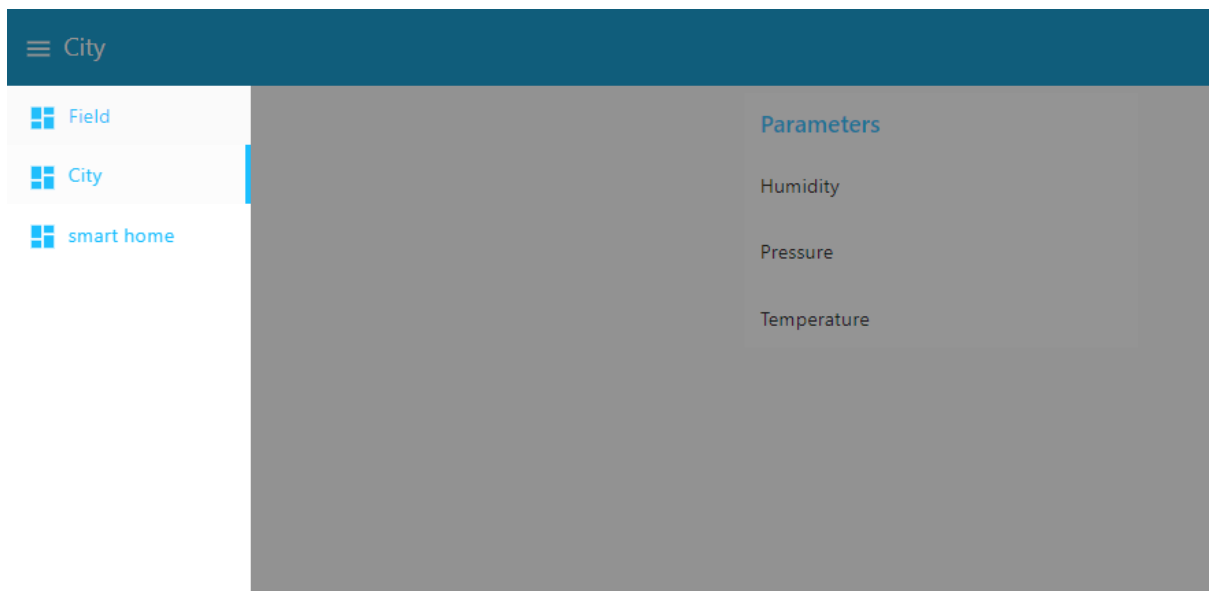 City
Field
City
smart home
Parameters
Humidity
Pressure
Temperature